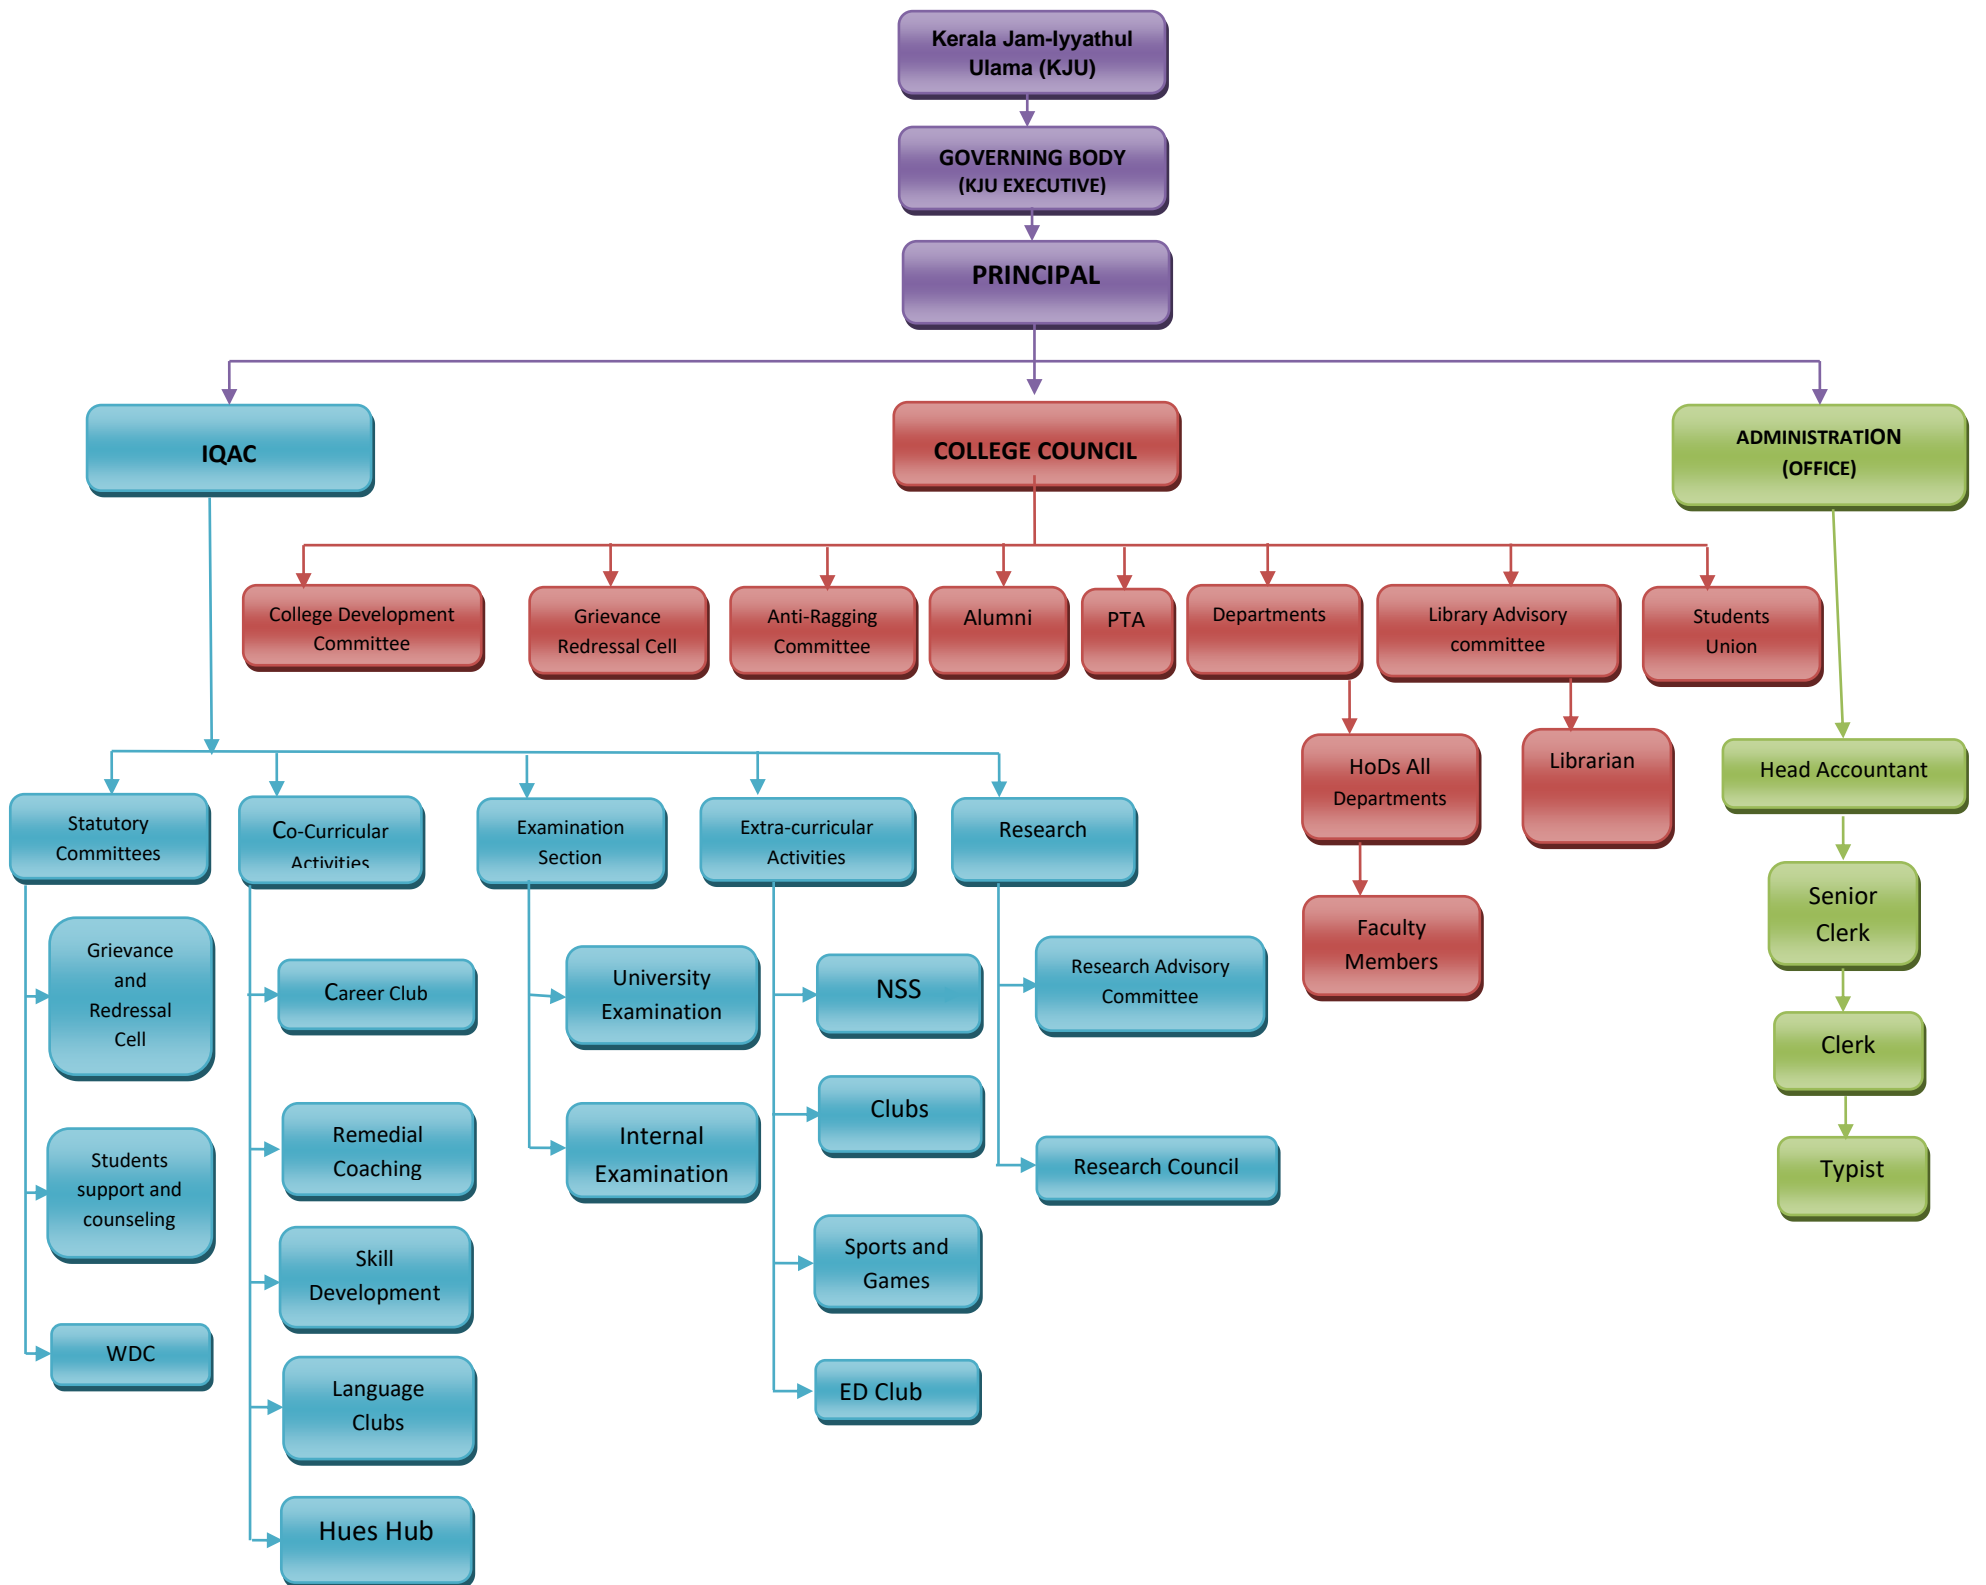 Kerala Jam-Iyyathul
Ulama (KJU)
GOVERNING BODY
(KJU EXECUTIVE)
PRINCIPAL
IQAC
COLLEGE COUNCIL
ADMINISTRATION
(OFFICE)
College Development
Committee
Grievance
Redressal Cell
Anti-Ragging
Committee
Alumni
PTA
Departments
Library Advisory
committee
Students
Union
HoDs All
Departments
Librarian
Head Accountant
Statutory
Committees
Co-Curricular
Activities
Examination
Section
Extra-curricular
Activities
Research
Senior
Clerk
Faculty
Members
Grievance
and
Redressal
Cell
Career Club
University
Examination
NSS
Research Advisory
Committee
Clerk
Students
support and
counseling
Remedial
Coaching
Internal
Examination
Clubs
Research Council
Typist
Skill
Development
Sports and
Games
WDC
Language
Clubs
ED Club
Hues Hub